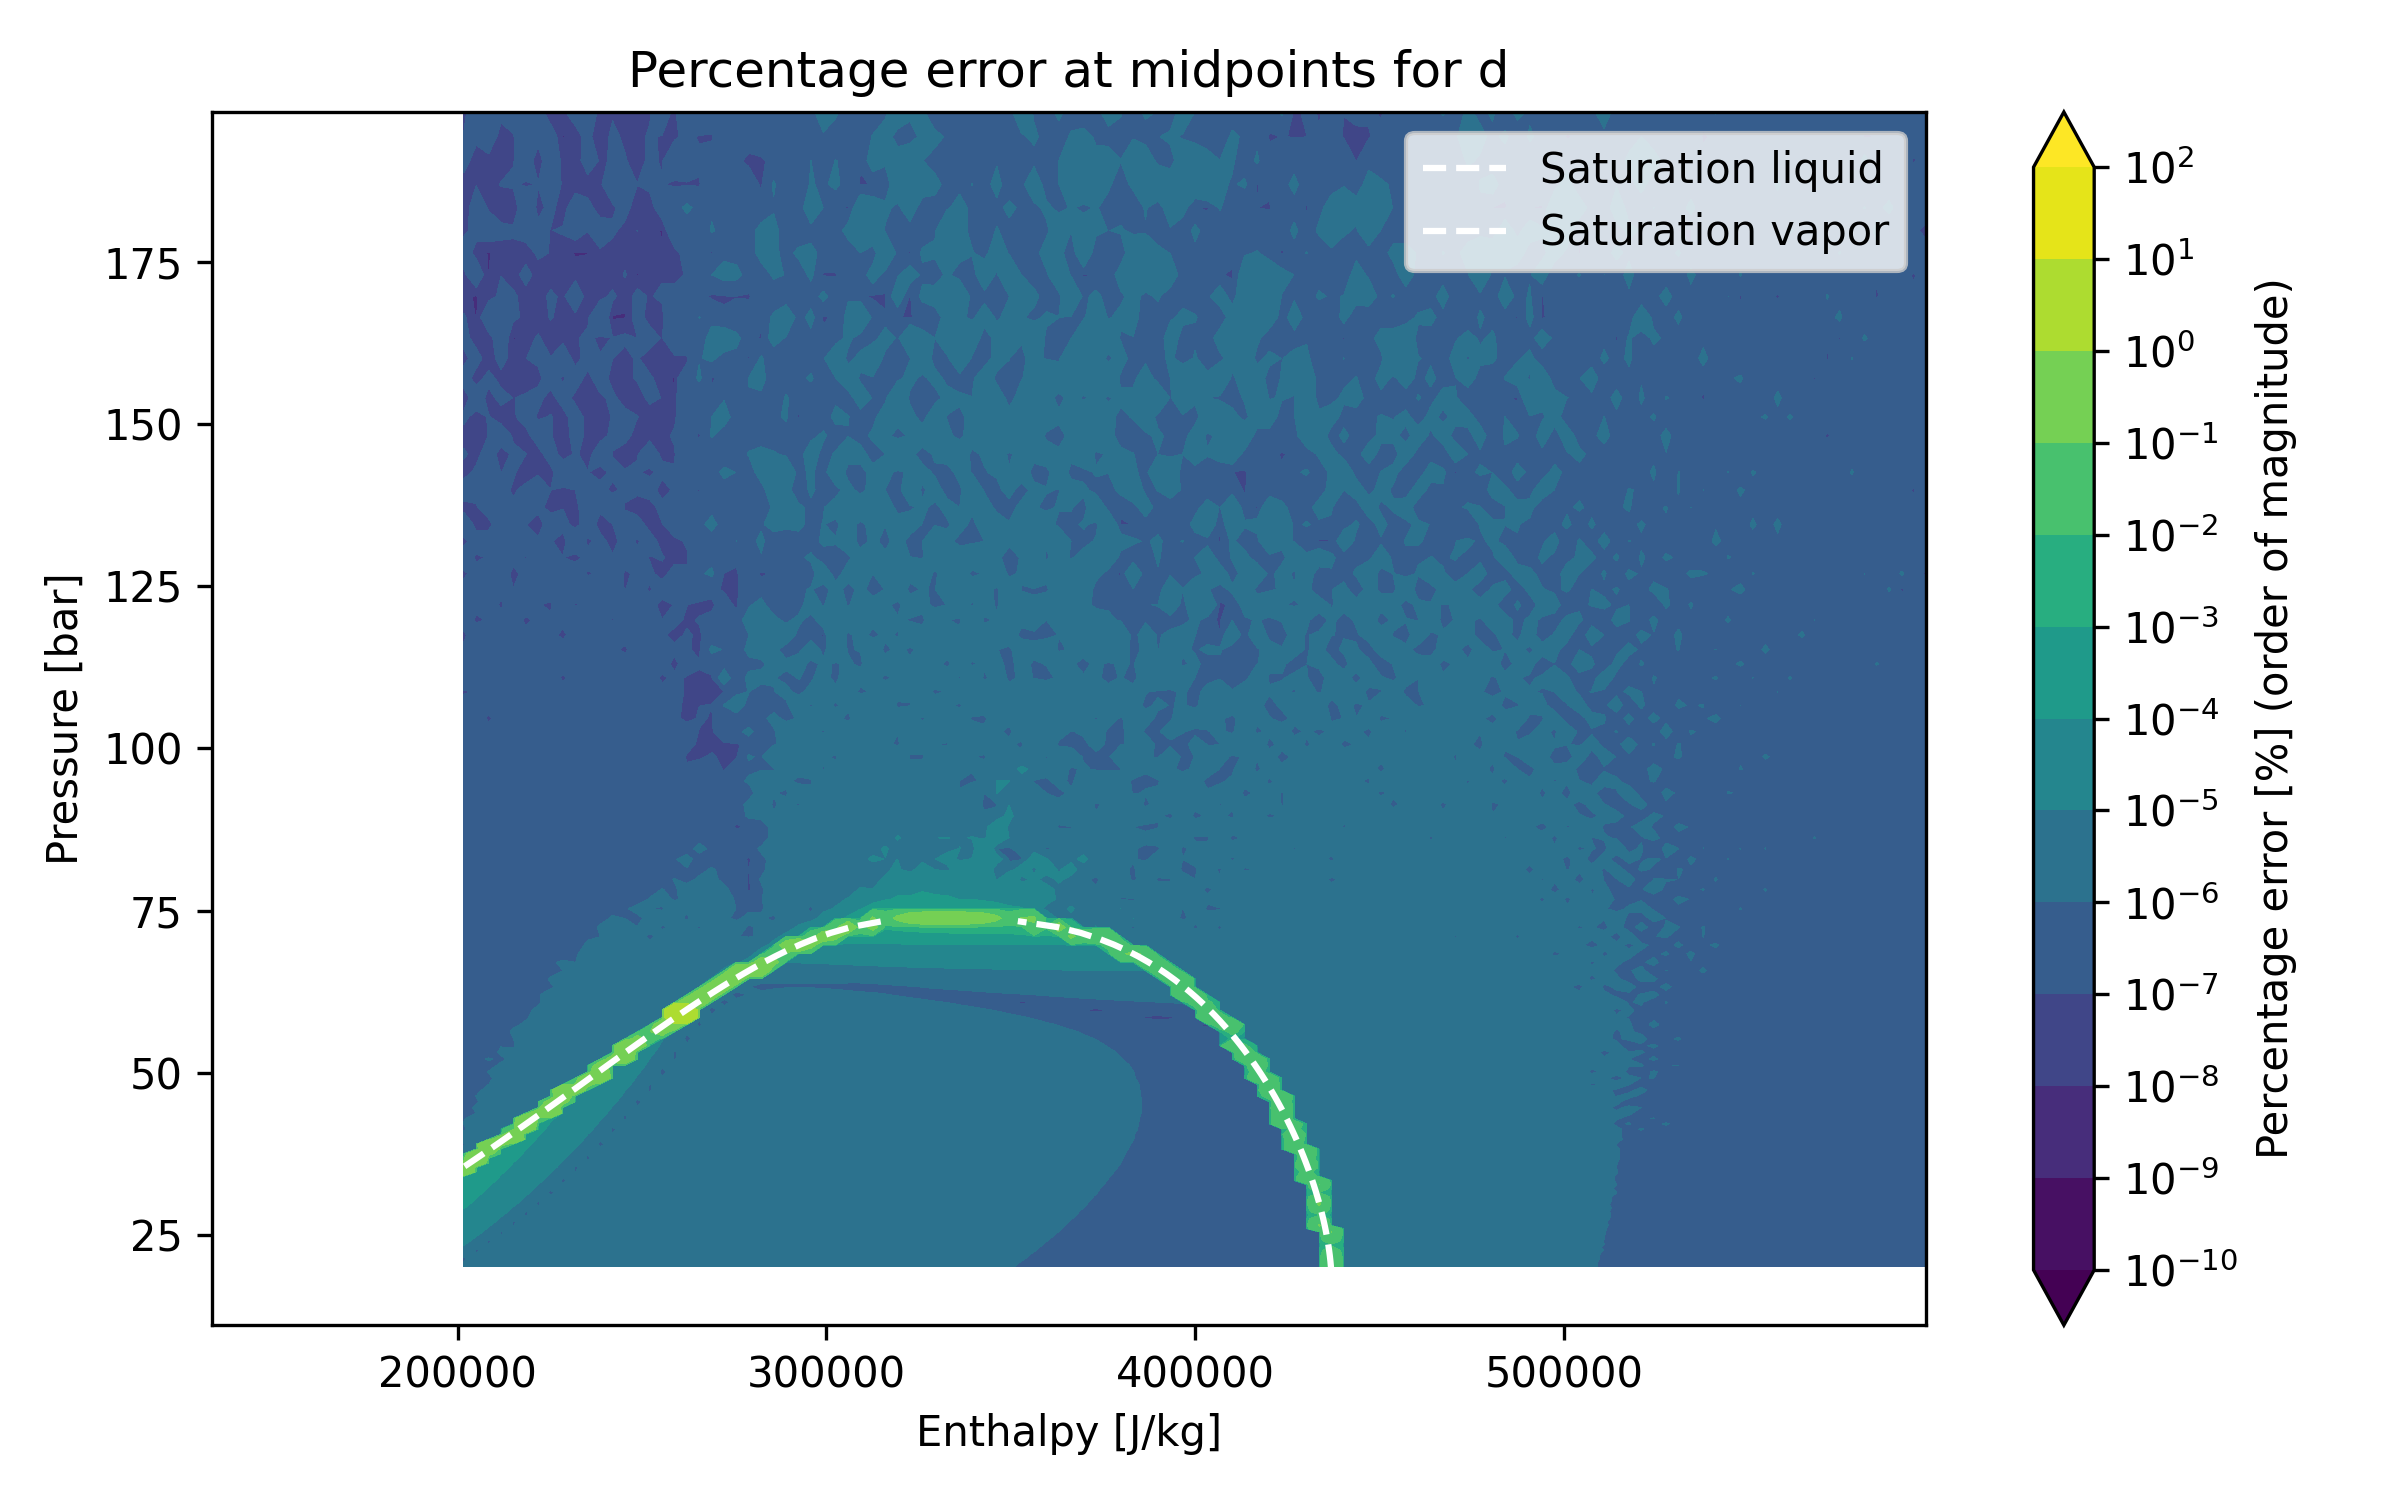 Percentage error at midpoints for d
Saturation liquid
Saturation vapor
175
150
125
100
75
50
25
Pressure [bar]
200000 300000 400000 500000
Enthalpy [J/kg]
10²
10¹
10⁰
10⁻¹
10⁻²
10⁻³
10⁻⁴
10⁻⁵
10⁻⁶
10⁻⁷
10⁻⁸
10⁻⁹
10⁻¹⁰
Percentage error [%] (order of magnitude)